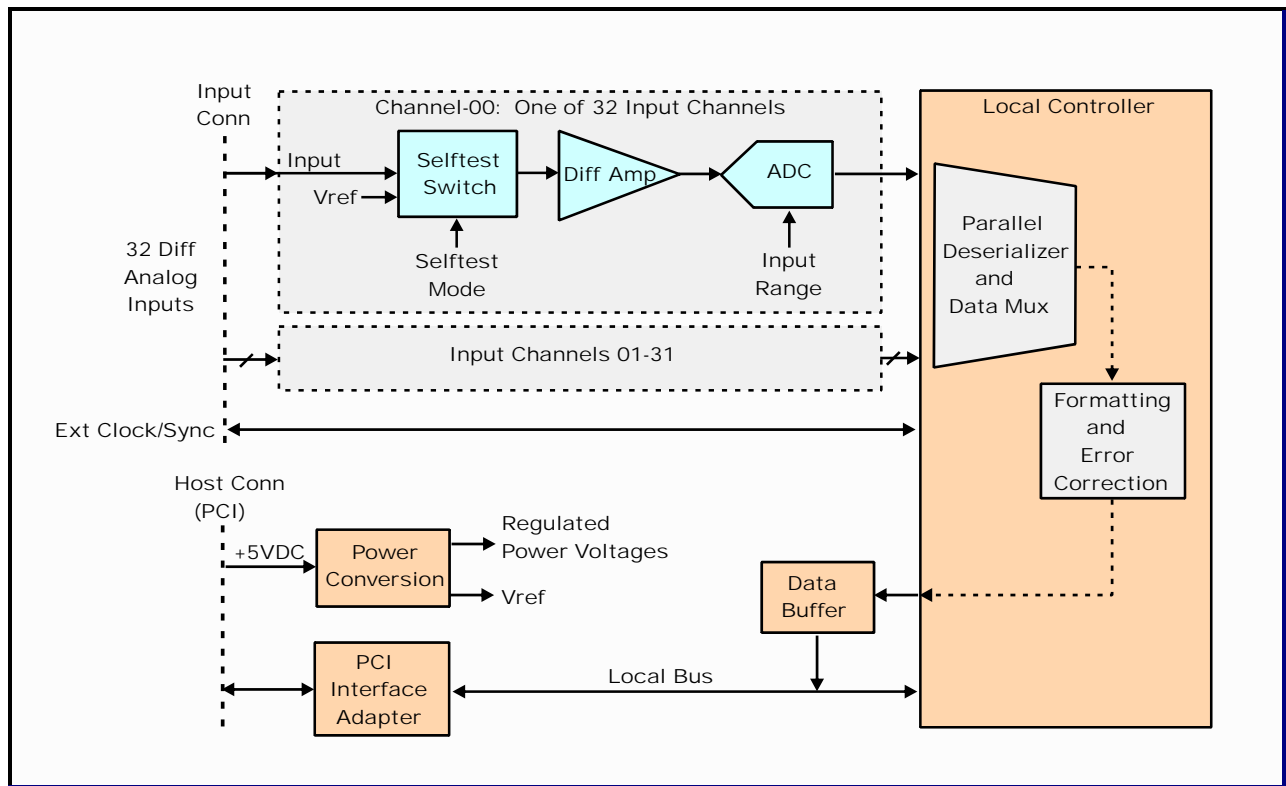 Input
Conn
Channel-00:  One of 32 Input Channels
Local Controller
Input
Vref
Selftest
Switch
Diff Amp
ADC
Selftest
Mode
Input
Range
32 Diff
Analog
Inputs
Parallel
Deserializer
and
Data Mux
Input Channels 01-31
Ext Clock/Sync
Formatting
and
Error
Correction
Host Conn
(PCI)
+5VDC
Power
Conversion
Regulated
Power Voltages
Vref
Data
Buffer
PCI
Interface
Adapter
Local Bus